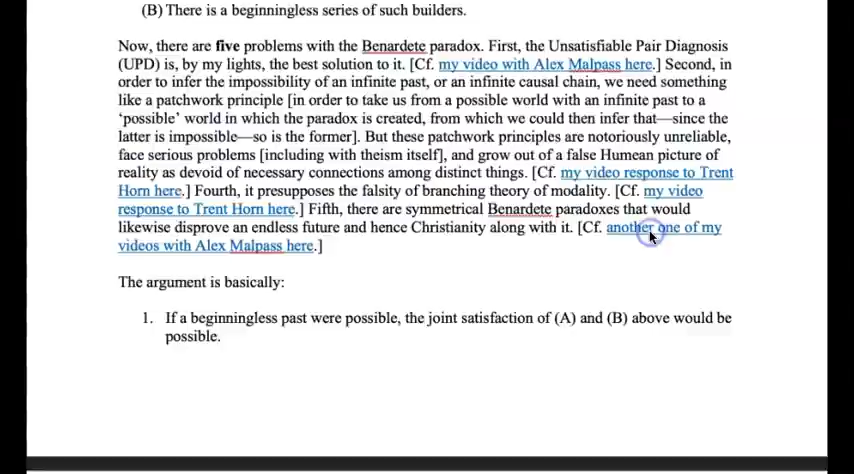 (B) There is a beginningless series of such builders.
Now, there are five problems with the Benardete paradox. First, the Unsatisfiable Pair Diagnosis
(UPD) is, by my lights, the best solution to it. [Cf. my video with Alex Malpass here.] Second, in
order to infer the impossibility of an infinite past, or an infinite causal chain, we need something
like a patchwork principle [in order to take us from a possible world with an infinite past to a
‘possible’ world in which the paradox is created, from which we could then infer that—since the
latter is impossible—so is the former]. But these patchwork principles are notoriously unreliable,
face serious problems [including with theism itself], and grow out of a false Humean picture of
reality as devoid of necessary connections among distinct things. [Cf. my video response to Trent
Horn here.] Fourth, it presupposes the falsity of branching theory of modality. [Cf. my video
response to Trent Horn here.] Fifth, there are symmetrical Benardete paradoxes that would
likewise disprove an endless future and hence Christianity along with it. [Cf. another one of my
videos with Alex Malpass here.]
The argument is basically:
1. If a beginningless past were possible, the joint satisfaction of (A) and (B) above would be
possible.